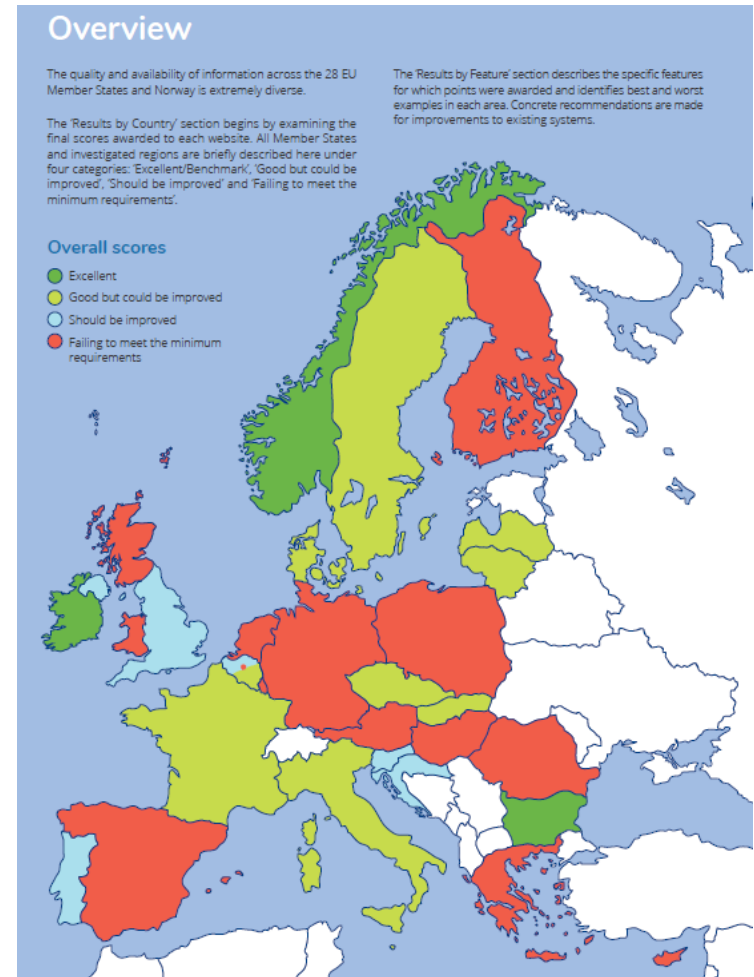 Overview
The quality and availability of information across the 28 EU
Member States and Norway is extremely diverse.
The ‘Results by Country’ section begins by examining the
final scores awarded to each website. All Member States
and investigated regions are briefly described here under
four categories: ‘Excellent/Benchmark’, ‘Good but could be
improved’, ‘Should be improved’ and ‘Failing to meet the
minimum requirements’.
The ‘Results by Feature’ section describes the specific features
for which points were awarded and identifies best and worst
examples in each area. Concrete recommendations are made
for improvements to existing systems.
Overall scores
Excellent
Good but could be improved
Should be improved
Failing to meet the minimum
requirements